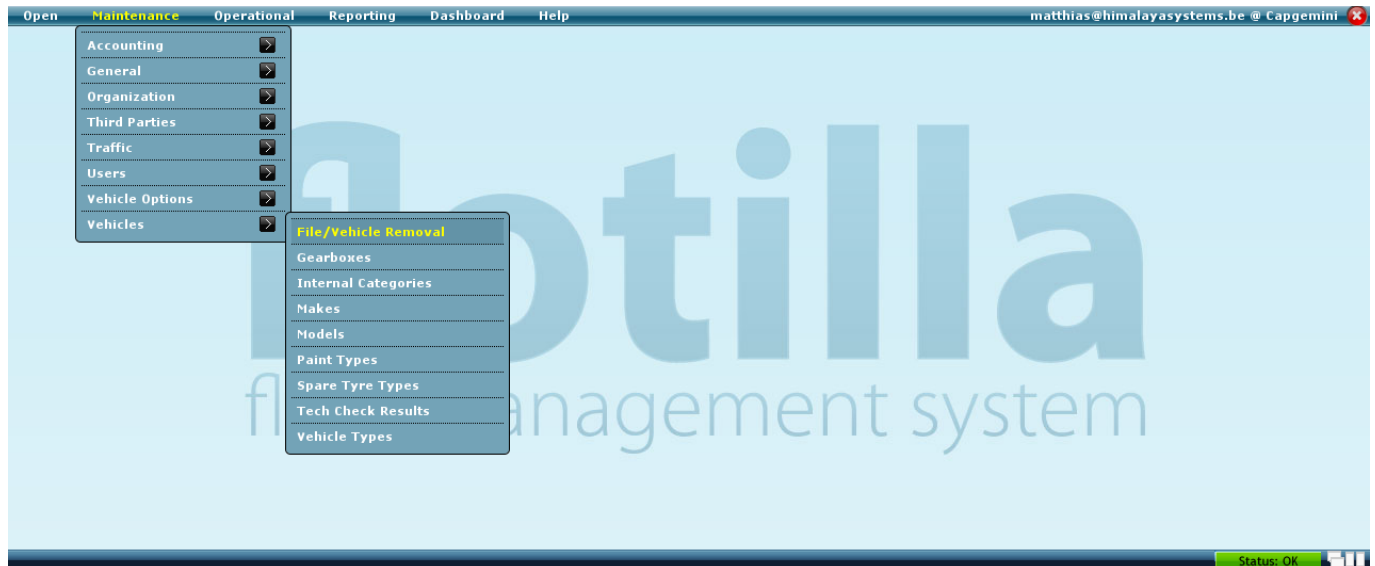 Open Maintenance Operational Reporting Dashboard Help matthias@himalayasystems.be @ Capgemini
Accounting
General
Organization
Third Parties
Traffic
Users
Vehicle Options
Vehicles
File/Vehicle Removal
Gearboxes
Internal Categories
Makes
Models
Paint Types
Spare Tyre Types
Tech Check Results
Vehicle Types
flotilla
fl anagement system
Status: OK